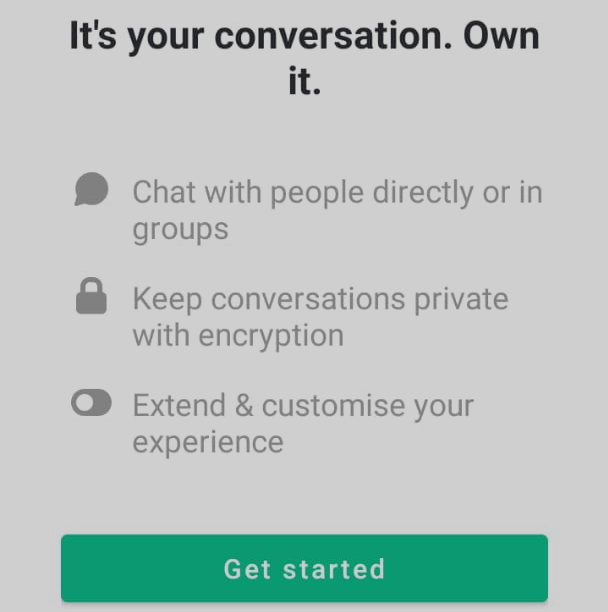 It's your conversation. Own
it.
Chat with people directly or in
groups
Keep conversations private
with encryption
Extend & customise your
experience
Get started